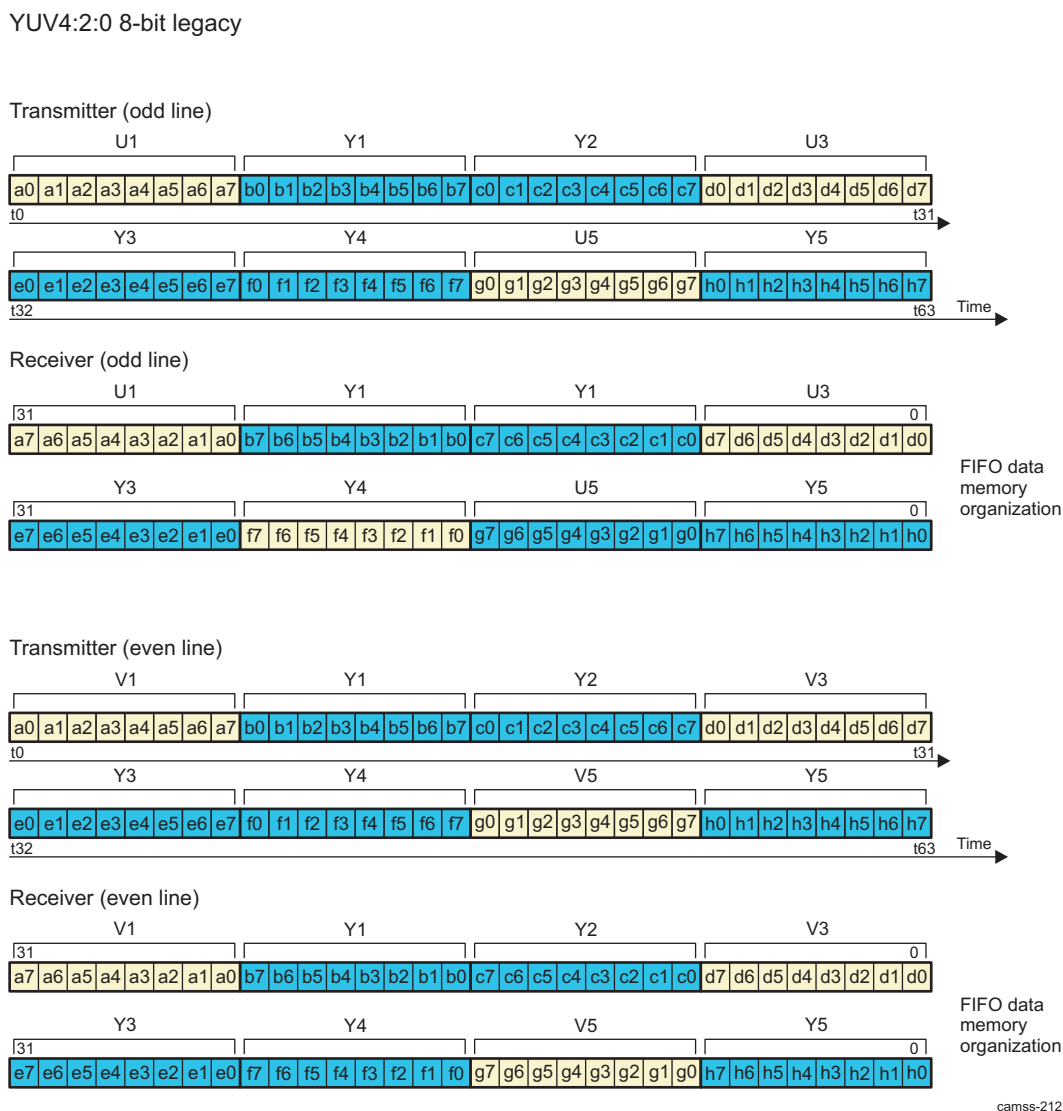 YUV4:2:0 8-bit legacy
Transmitter (odd line)
U1 Y1 Y2 U3
a0 a1 a2 a3 a4 a5 a6 a7 b0 b1 b2 b3 b4 b5 b6 b7 c0 c1 c2 c3 c4 c5 c6 c7 d0 d1 d2 d3 d4 d5 d6 d7
t0 t31
Y3 Y4 U5 Y5
e0 e1 e2 e3 e4 e5 e6 e7 f0 f1 f2 f3 f4 f5 f6 f7 g0 g1 g2 g3 g4 g5 g6 g7 h0 h1 h2 h3 h4 h5 h6 h7
t32 t63 Time
Receiver (odd line)
U1 Y1 Y1 U3
31 0
a7 a6 a5 a4 a3 a2 a1 a0 b7 b6 b5 b4 b3 b2 b1 b0 c7 c6 c5 c4 c3 c2 c1 c0 d7 d6 d5 d4 d3 d2 d1 d0
Y3 Y4 U5 Y5
31 0
e7 e6 e5 e4 e3 e2 e1 e0 f7 f6 f5 f4 f3 f2 f1 f0 g7 g6 g5 g4 g3 g2 g1 g0 h7 h6 h5 h4 h3 h2 h1 h0
FIFO data
memory
organization
Transmitter (even line)
V1 Y1 Y2 V3
a0 a1 a2 a3 a4 a5 a6 a7 b0 b1 b2 b3 b4 b5 b6 b7 c0 c1 c2 c3 c4 c5 c6 c7 d0 d1 d2 d3 d4 d5 d6 d7
t0 t31
Y3 Y4 V5 Y5
e0 e1 e2 e3 e4 e5 e6 e7 f0 f1 f2 f3 f4 f5 f6 f7 g0 g1 g2 g3 g4 g5 g6 g7 h0 h1 h2 h3 h4 h5 h6 h7
t32 t63 Time
Receiver (even line)
V1 Y1 Y2 V3
31 0
a7 a6 a5 a4 a3 a2 a1 a0 b7 b6 b5 b4 b3 b2 b1 b0 c7 c6 c5 c4 c3 c2 c1 c0 d7 d6 d5 d4 d3 d2 d1 d0
Y3 Y4 V5 Y5
31 0
e7 e6 e5 e4 e3 e2 e1 e0 f7 f6 f5 f4 f3 f2 f1 f0 g7 g6 g5 g4 g3 g2 g1 g0 h7 h6 h5 h4 h3 h2 h1 h0
FIFO data
memory
organization
camss-212